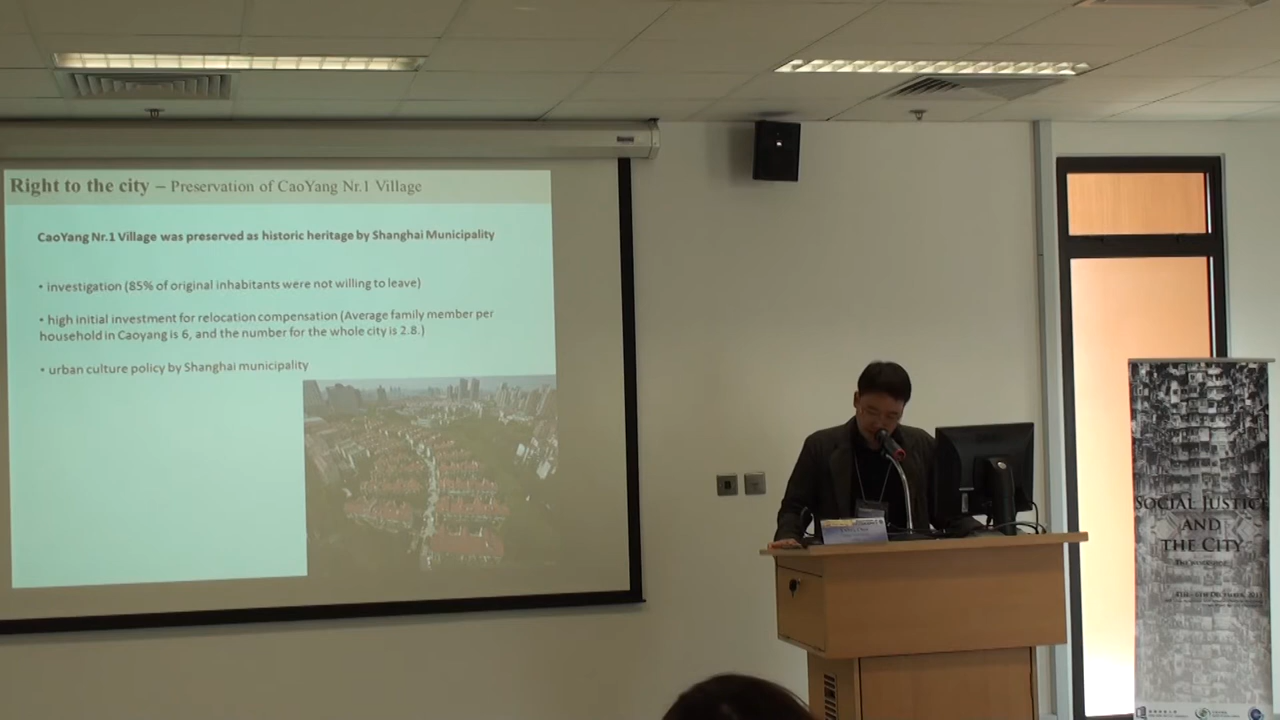 Right to the city – Preservation of CaoYang Nr.1 Village
CaoYang Nr.1 Village was preserved as historic heritage by Shanghai Municipality
• investigation (85% of original inhabitants were not willing to leave)
• high initial investment for relocation compensation (Average family member per
household in Caoyang is 6, and the number for the whole city is 2.8.)
• urban culture policy by Shanghai municipality
SOCIAL JUSTICE
AND
THE CITY